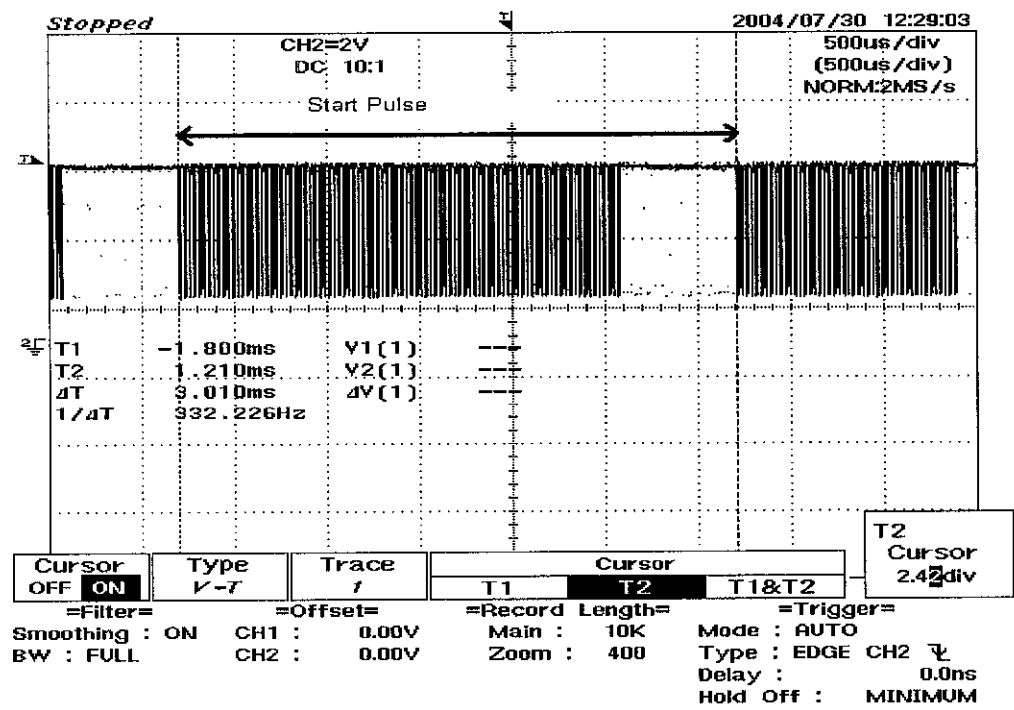 Stopped 2004/07/30 12:29:03
CH2=2V 500us/div
DC 10:1 (500us/div)
NORM:2MS/s
Start Pulse
T1 -1.800ms V1(1) ---
T2 1.210ms V2(1) ---
ΔT 3.010ms ΔV(1) ---
1/ΔT 332.226Hz
T2
Cursor
2.42div
Cursor Type Trace Cursor
OFF ON V-T 1 T1 T2 T1&T2
=Filter= =Offset= =Record Length= =Trigger=
Smoothing : ON CH1 : 0.00V Main : 10K Mode : AUTO
BW : FULL CH2 : 0.00V Zoom : 400 Type : EDGE CH2
Delay : 0.0ns
Hold Off : MINIMUM